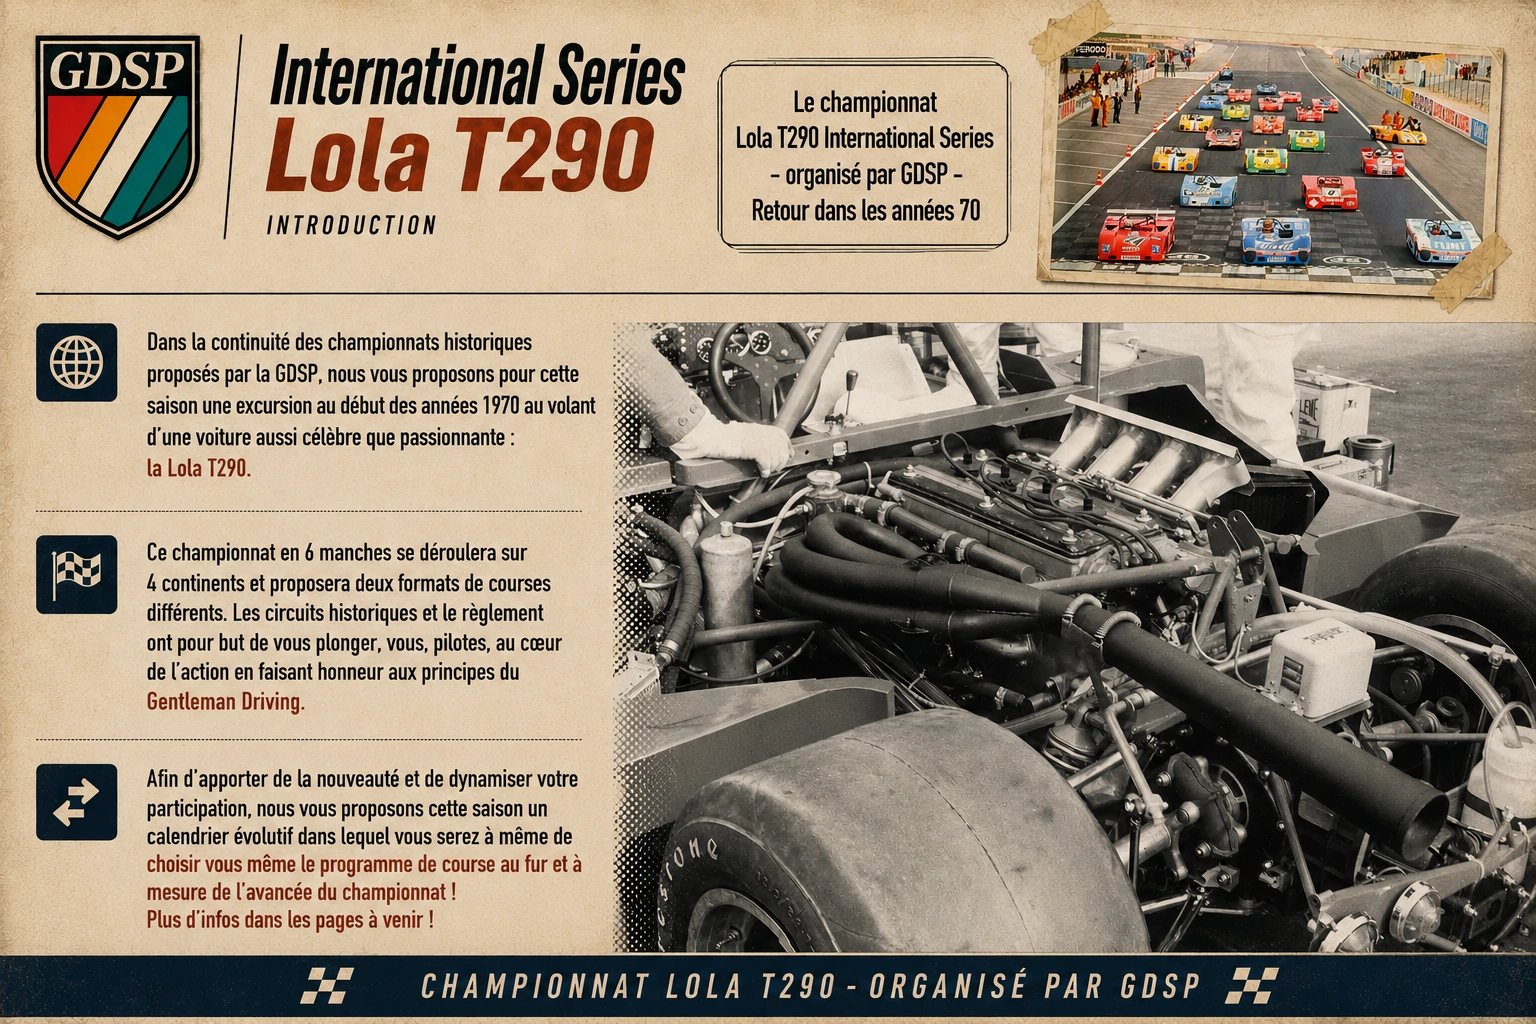 GDSP
International Series
Lola T290
INTRODUCTION
Le championnat
Lola T290 International Series
- organisé par GDSP -
Retour dans les années 70
FERODO
Dans la continuité des championnats historiques
proposés par la GDSP, nous vous proposons pour cette
saison une excursion au début des années 1970 au volant
d'une voiture aussi célèbre que passionnante :
la Lola T290.
Ce championnat en 6 manches se déroulera sur
4 continents et proposera deux formats de courses
différents. Les circuits historiques et le règlement
ont pour but de vous plonger, vous, pilotes, au cœur
de l'action en faisant honneur aux principes du
Gentleman Driving.
Afin d'apporter de la nouveauté et de dynamiser votre
participation, nous vous proposons cette saison un
calendrier évolutif dans lequel vous serez à même de
choisir vous même le programme de course au fur et à
mesure de l'avancée du championnat !
Plus d'infos dans les pages à venir !
CHAMPIONNAT LOLA T290 - ORGANISÉ PAR GDSP